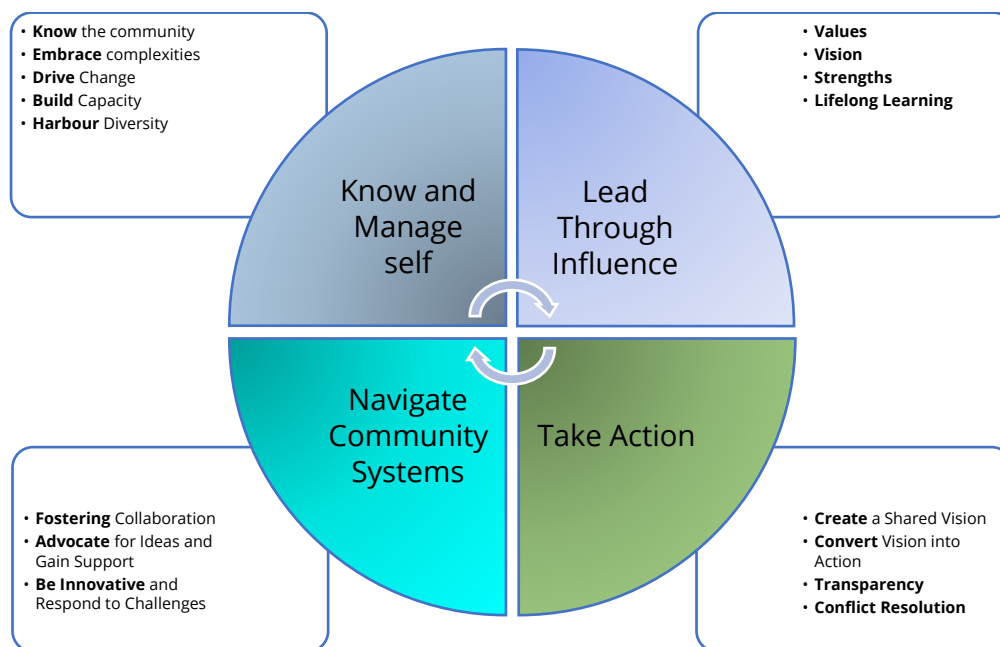 • Know the community
• Embrace complexities
• Drive Change
• Build Capacity
• Harbour Diversity
• Values
• Vision
• Strengths
• Lifelong Learning
Know and
Manage
self
Lead
Through
Influence
Navigate
Community
Systems
Take Action
• Fostering Collaboration
• Advocate for Ideas and
Gain Support
• Be Innovative and
Respond to Challenges
• Create a Shared Vision
• Convert Vision into
Action
• Transparency
• Conflict Resolution